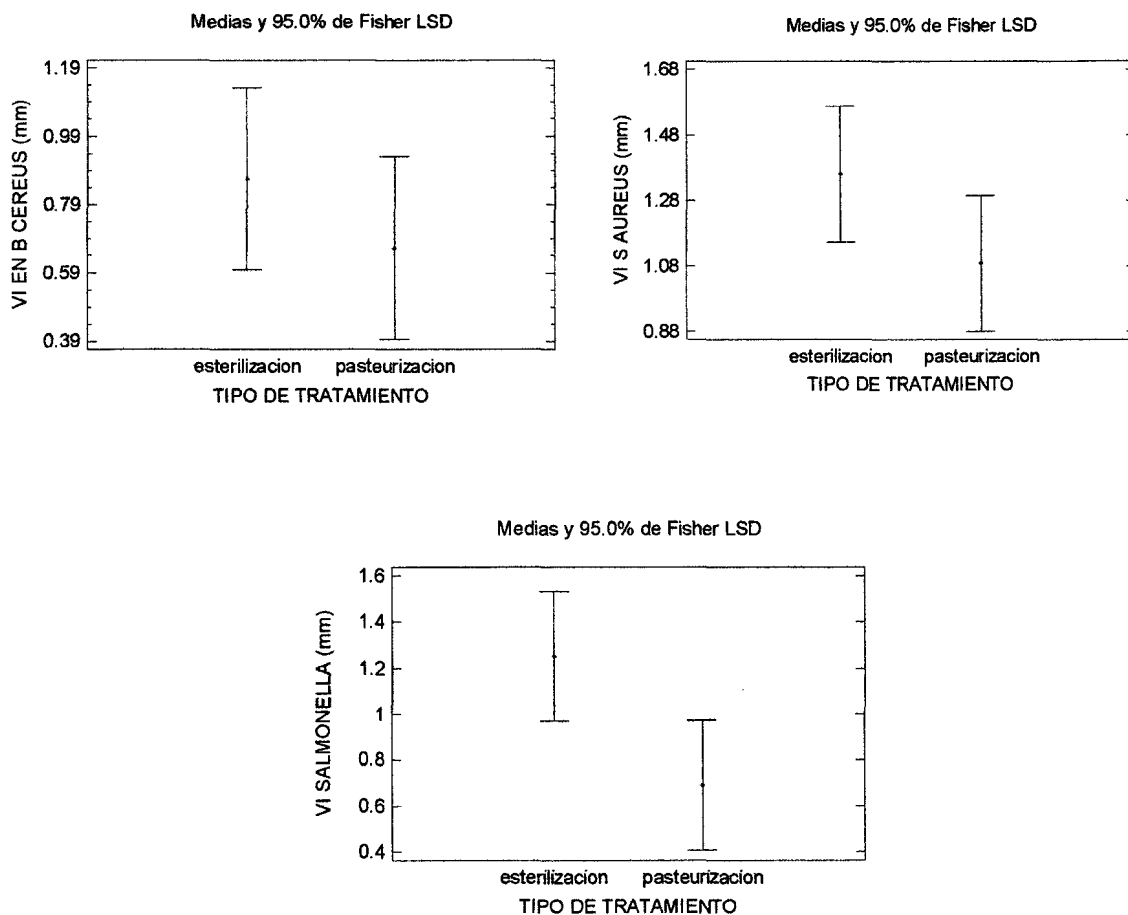 Medias y 95.0% de Fisher LSD
VI EN B CEREUS (mm)
1.19
0.99
0.79
0.59
0.39
esterilizacion pasteurizacion
TIPO DE TRATAMIENTO
Medias y 95.0% de Fisher LSD
VI S AUREUS (mm)
1.68
1.48
1.28
1.08
0.88
esterilizacion pasteurizacion
TIPO DE TRATAMIENTO
Medias y 95.0% de Fisher LSD
VI SALMONELLA (mm)
1.6
1.4
1.2
1
0.8
0.6
0.4
esterilizacion pasteurizacion
TIPO DE TRATAMIENTO